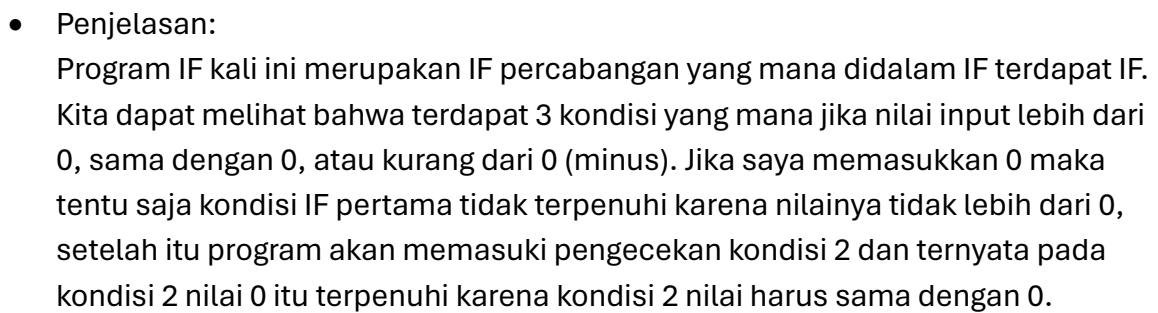 • Penjelasan:
Program IF kali ini merupakan IF percabangan yang mana didalam IF terdapat IF.
Kita dapat melihat bahwa terdapat 3 kondisi yang mana jika nilai input lebih dari
0, sama dengan 0, atau kurang dari 0 (minus). Jika saya memasukkan 0 maka
tentu saja kondisi IF pertama tidak terpenuhi karena nilainya tidak lebih dari 0,
setelah itu program akan memasuki pengecekan kondisi 2 dan ternyata pada
kondisi 2 nilai 0 itu terpenuhi karena kondisi 2 nilai harus sama dengan 0.